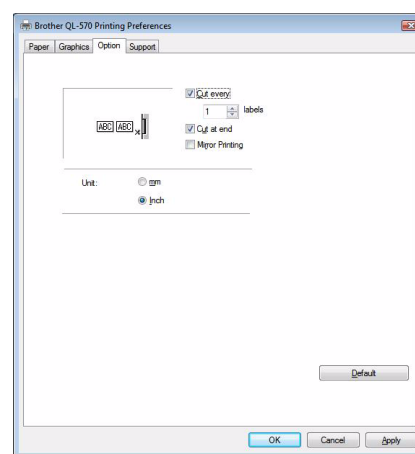 Brother QL-570 Printing Preferences
Paper Graphics Option Support
Cut every:
1 labels
ABC ABC
Cut at end
Mirror Printing
Unit: mm
Inch
Default
OK Cancel Apply